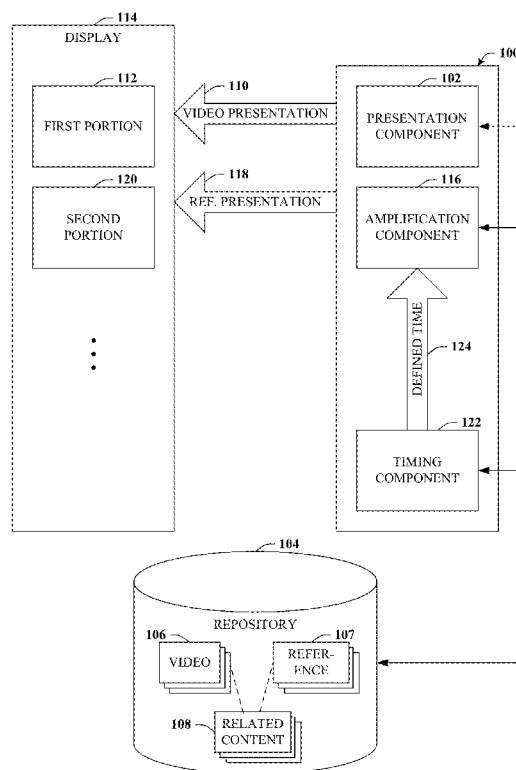 114
DISPLAY
100
112
FIRST PORTION
110
VIDEO PRESENTATION
102
PRESENTATION
COMPONENT
120
SECOND
PORTION
118
REF. PRESENTATION
116
AMPLIFICATION
COMPONENT
DEFINED TIME
124
122
TIMING
COMPONENT
104
REPOSITORY
106
VIDEO
107
REFER-
ENCE
108
RELATED
CONTENT